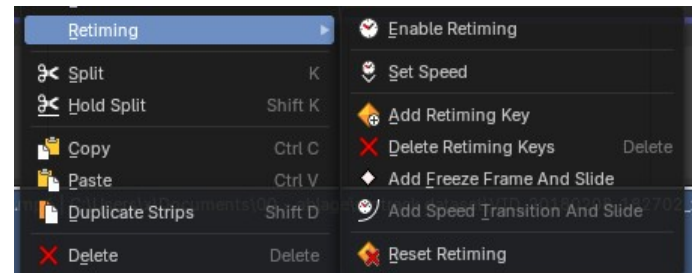 Retiming
Split K
Hold Split Shift K
Copy Ctrl C
Paste Ctrl V
Duplicate Strips Shift D
Delete Delete
Enable Retiming
Set Speed
Add Retiming Key
Delete Retiming Keys Delete
Add Freeze Frame And Slide
Add Speed Transition And Slide
Reset Retiming